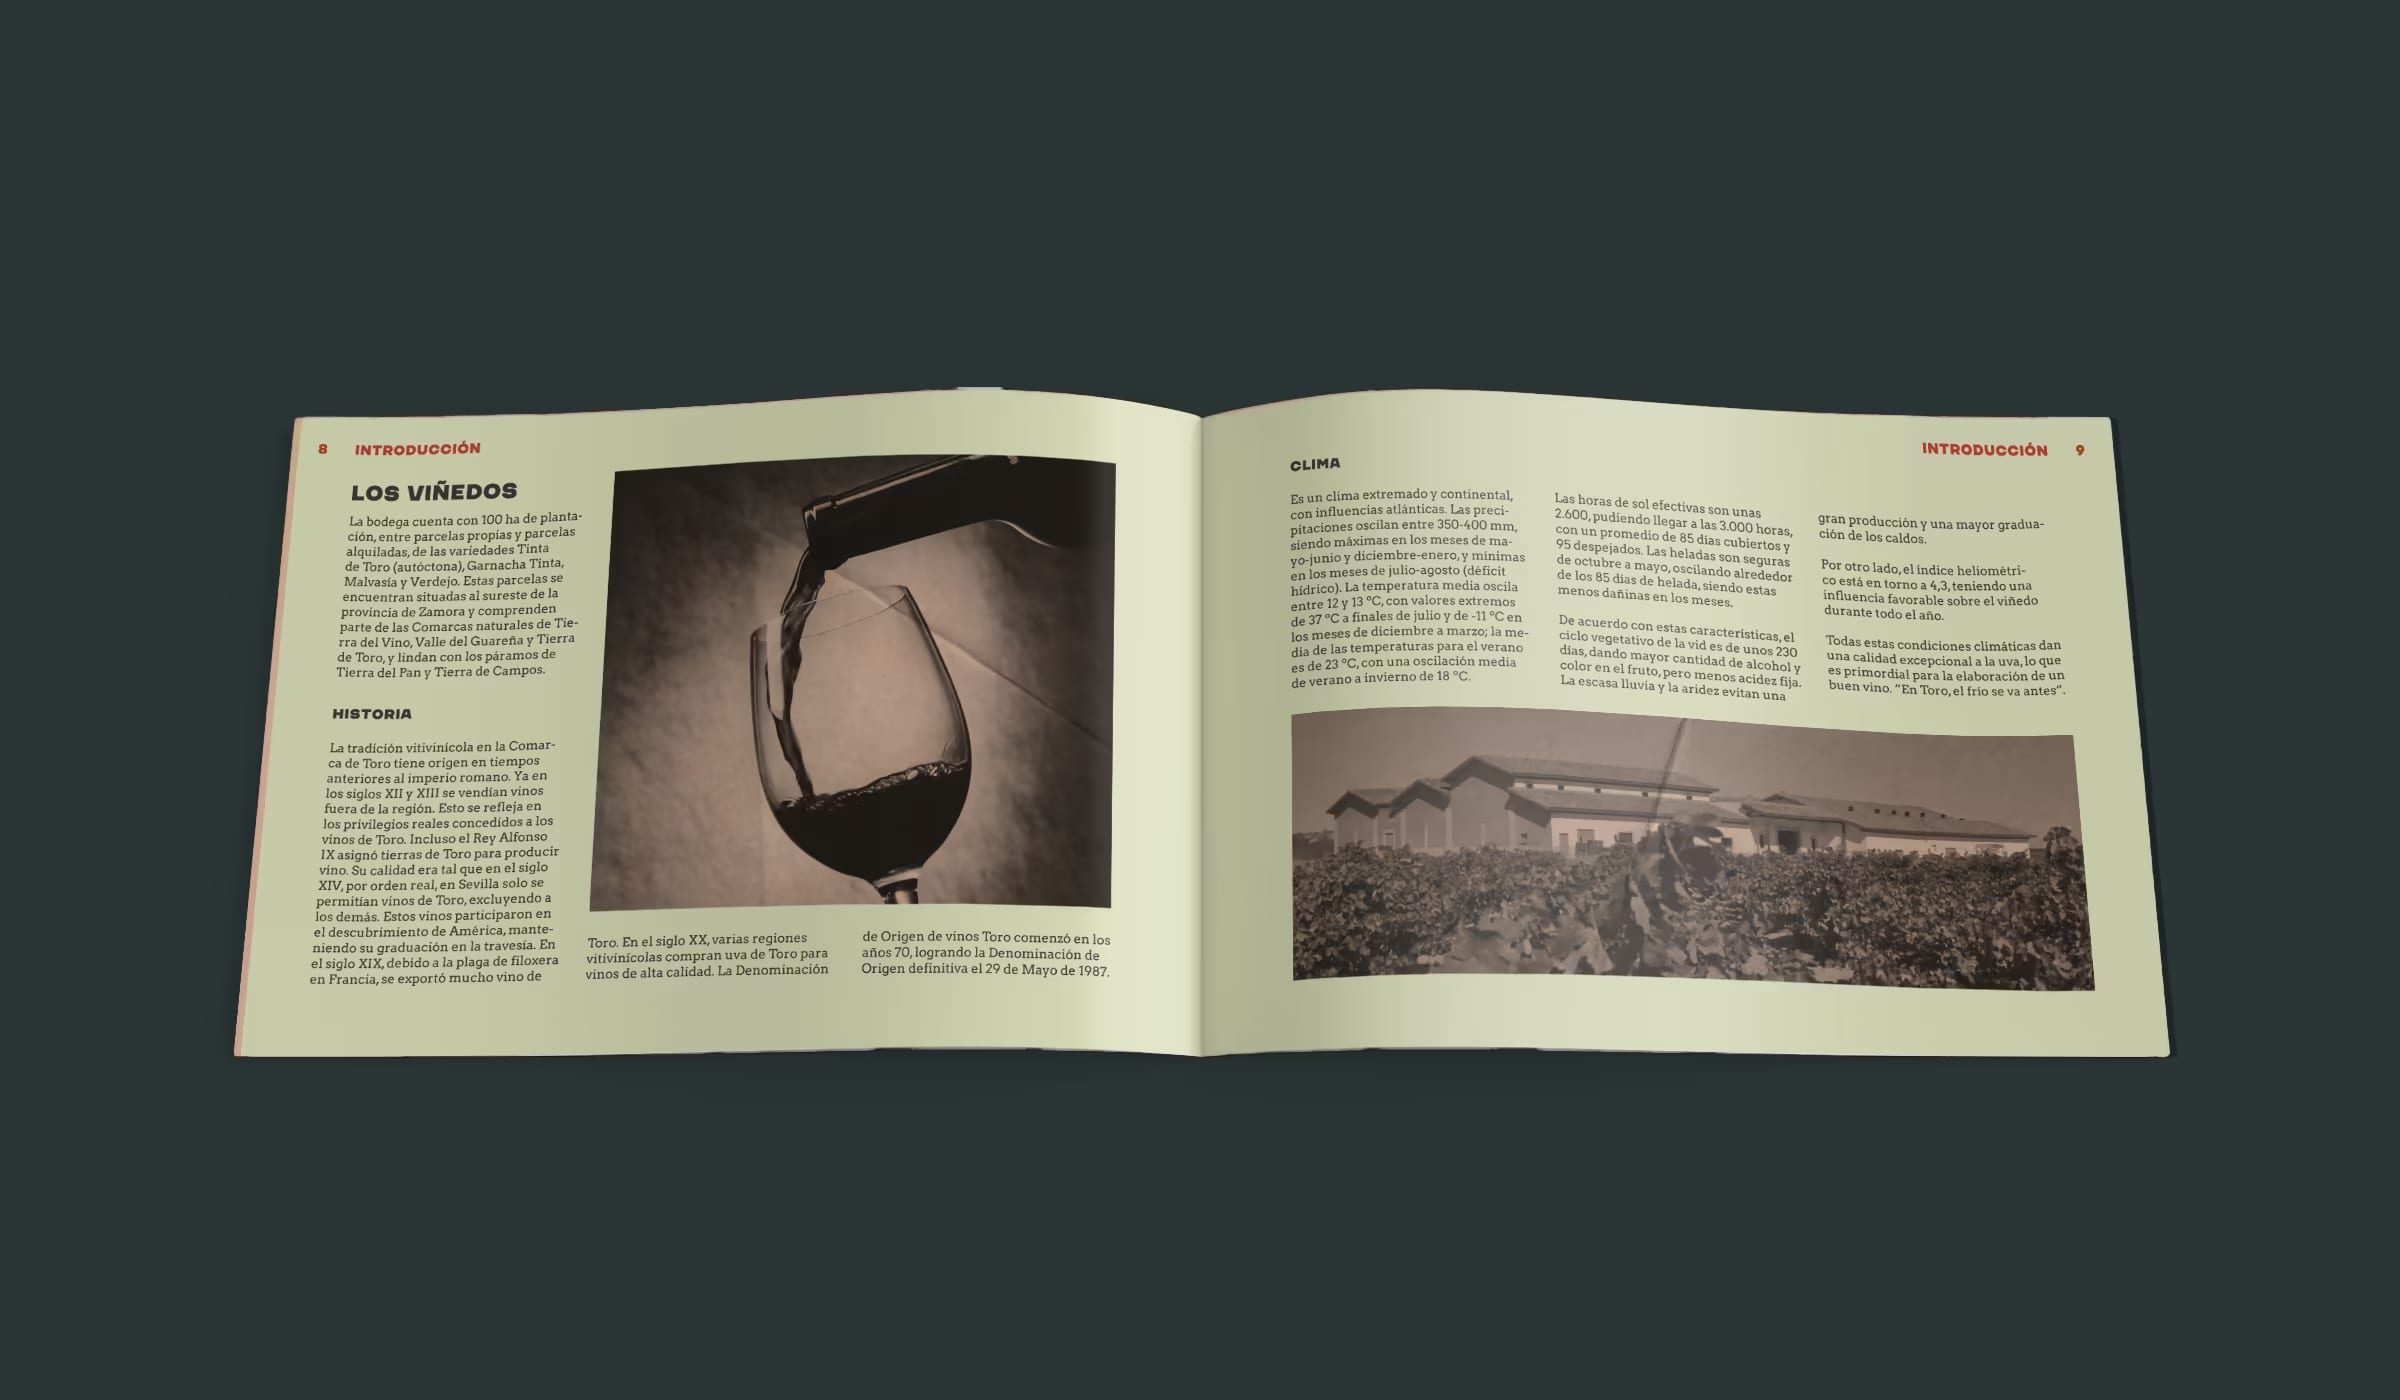 8 INTRODUCCIÓN
LOS VIÑEDOS
La bodega cuenta con 100 ha de planta-
ción, entre parcelas propias y parcelas
alquiladas, de las variedades Tinta
de Toro (autóctona), Garnacha Tinta,
Malvasía y Verdejo. Estas parcelas se
encuentran situadas al sureste de la
provincia de Zamora y comprenden
parte de las Comarcas naturales de Tie-
rra del Vino, Valle del Guareña y Tierra
de Toro, y lindan con los páramos de
Tierra del Pan y Tierra de Campos.
HISTORIA
La tradición vitivinícola en la Comar-
ca de Toro tiene origen en tiempos
anteriores al imperio romano. Ya en
los siglos XII y XIII se vendían vinos
fuera de la región. Esto se refleja en
los privilegios reales concedidos a los
vinos de Toro. Incluso el Rey Alfonso
IX asignó tierras de Toro para producir
vino. Su calidad era tal que en el siglo
XIV, por orden real, en Sevilla solo se
permitían vinos de Toro, excluyendo a
los demás. Estos vinos participaron en
el descubrimiento de América, mante-
niendo su graduación en la travesía. En
el siglo XIX, debido a la plaga de filoxera
en Francia, se exportó mucho vino de
Toro. En el siglo XX, varias regiones
vitivinícolas compran uva de Toro para
vinos de alta calidad. La Denominación
de Origen de vinos Toro comenzó en los
años 70, logrando la Denominación de
Origen definitiva el 29 de Mayo de 1987.
INTRODUCCIÓN 9
CLIMA
Es un clima extremado y continental,
con influencias atlánticas. Las preci-
pitaciones oscilan entre 350-400 mm,
siendo máximas en los meses de ma-
yo-junio y diciembre-enero, y mínimas
en los meses de julio-agosto (déficit
hídrico). La temperatura media oscila
entre 12 y 13 ºC, con valores extremos
de 37 ºC a finales de julio y de -11 ºC en
los meses de diciembre a marzo; la me-
dia de las temperaturas para el verano
es de 23 ºC, con una oscilación media
de verano a invierno de 18 ºC.
Las horas de sol efectivas son unas
2.600, pudiendo llegar a las 3.000 horas,
con un promedio de 85 días cubiertos y
95 despejados. Las heladas son seguras
de octubre a mayo, oscilando alrededor
de los 85 días de helada, siendo estas
menos dañinas en los meses.
De acuerdo con estas características, el
ciclo vegetativo de la vid es de unos 230
días, dando mayor cantidad de alcohol y
color en el fruto, pero menos acidez fija.
La escasa lluvia y la aridez evitan una
gran producción y una mayor gradua-
ción de los caldos.
Por otro lado, el índice heliométri-
co está en torno a 4,3, teniendo una
influencia favorable sobre el viñedo
durante todo el año.
Todas estas condiciones climáticas dan
una calidad excepcional a la uva, lo que
es primordial para la elaboración de un
buen vino. “En Toro, el frío se va antes”.